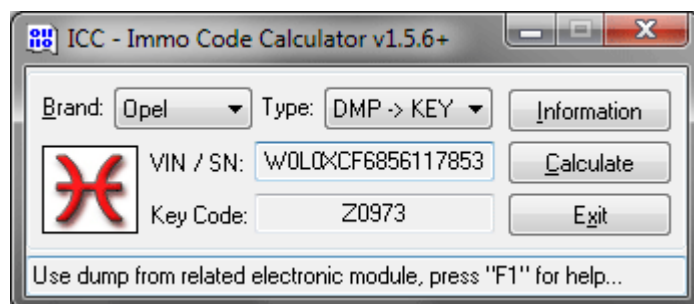 ICC - Immo Code Calculator v1.5.6+
Brand: Opel Type: DMP -> KEY Information
VIN / SN: W0L0XCF6856117853 Calculate
Key Code: Z0973 Exit
Use dump from related electronic module, press "F1" for help...